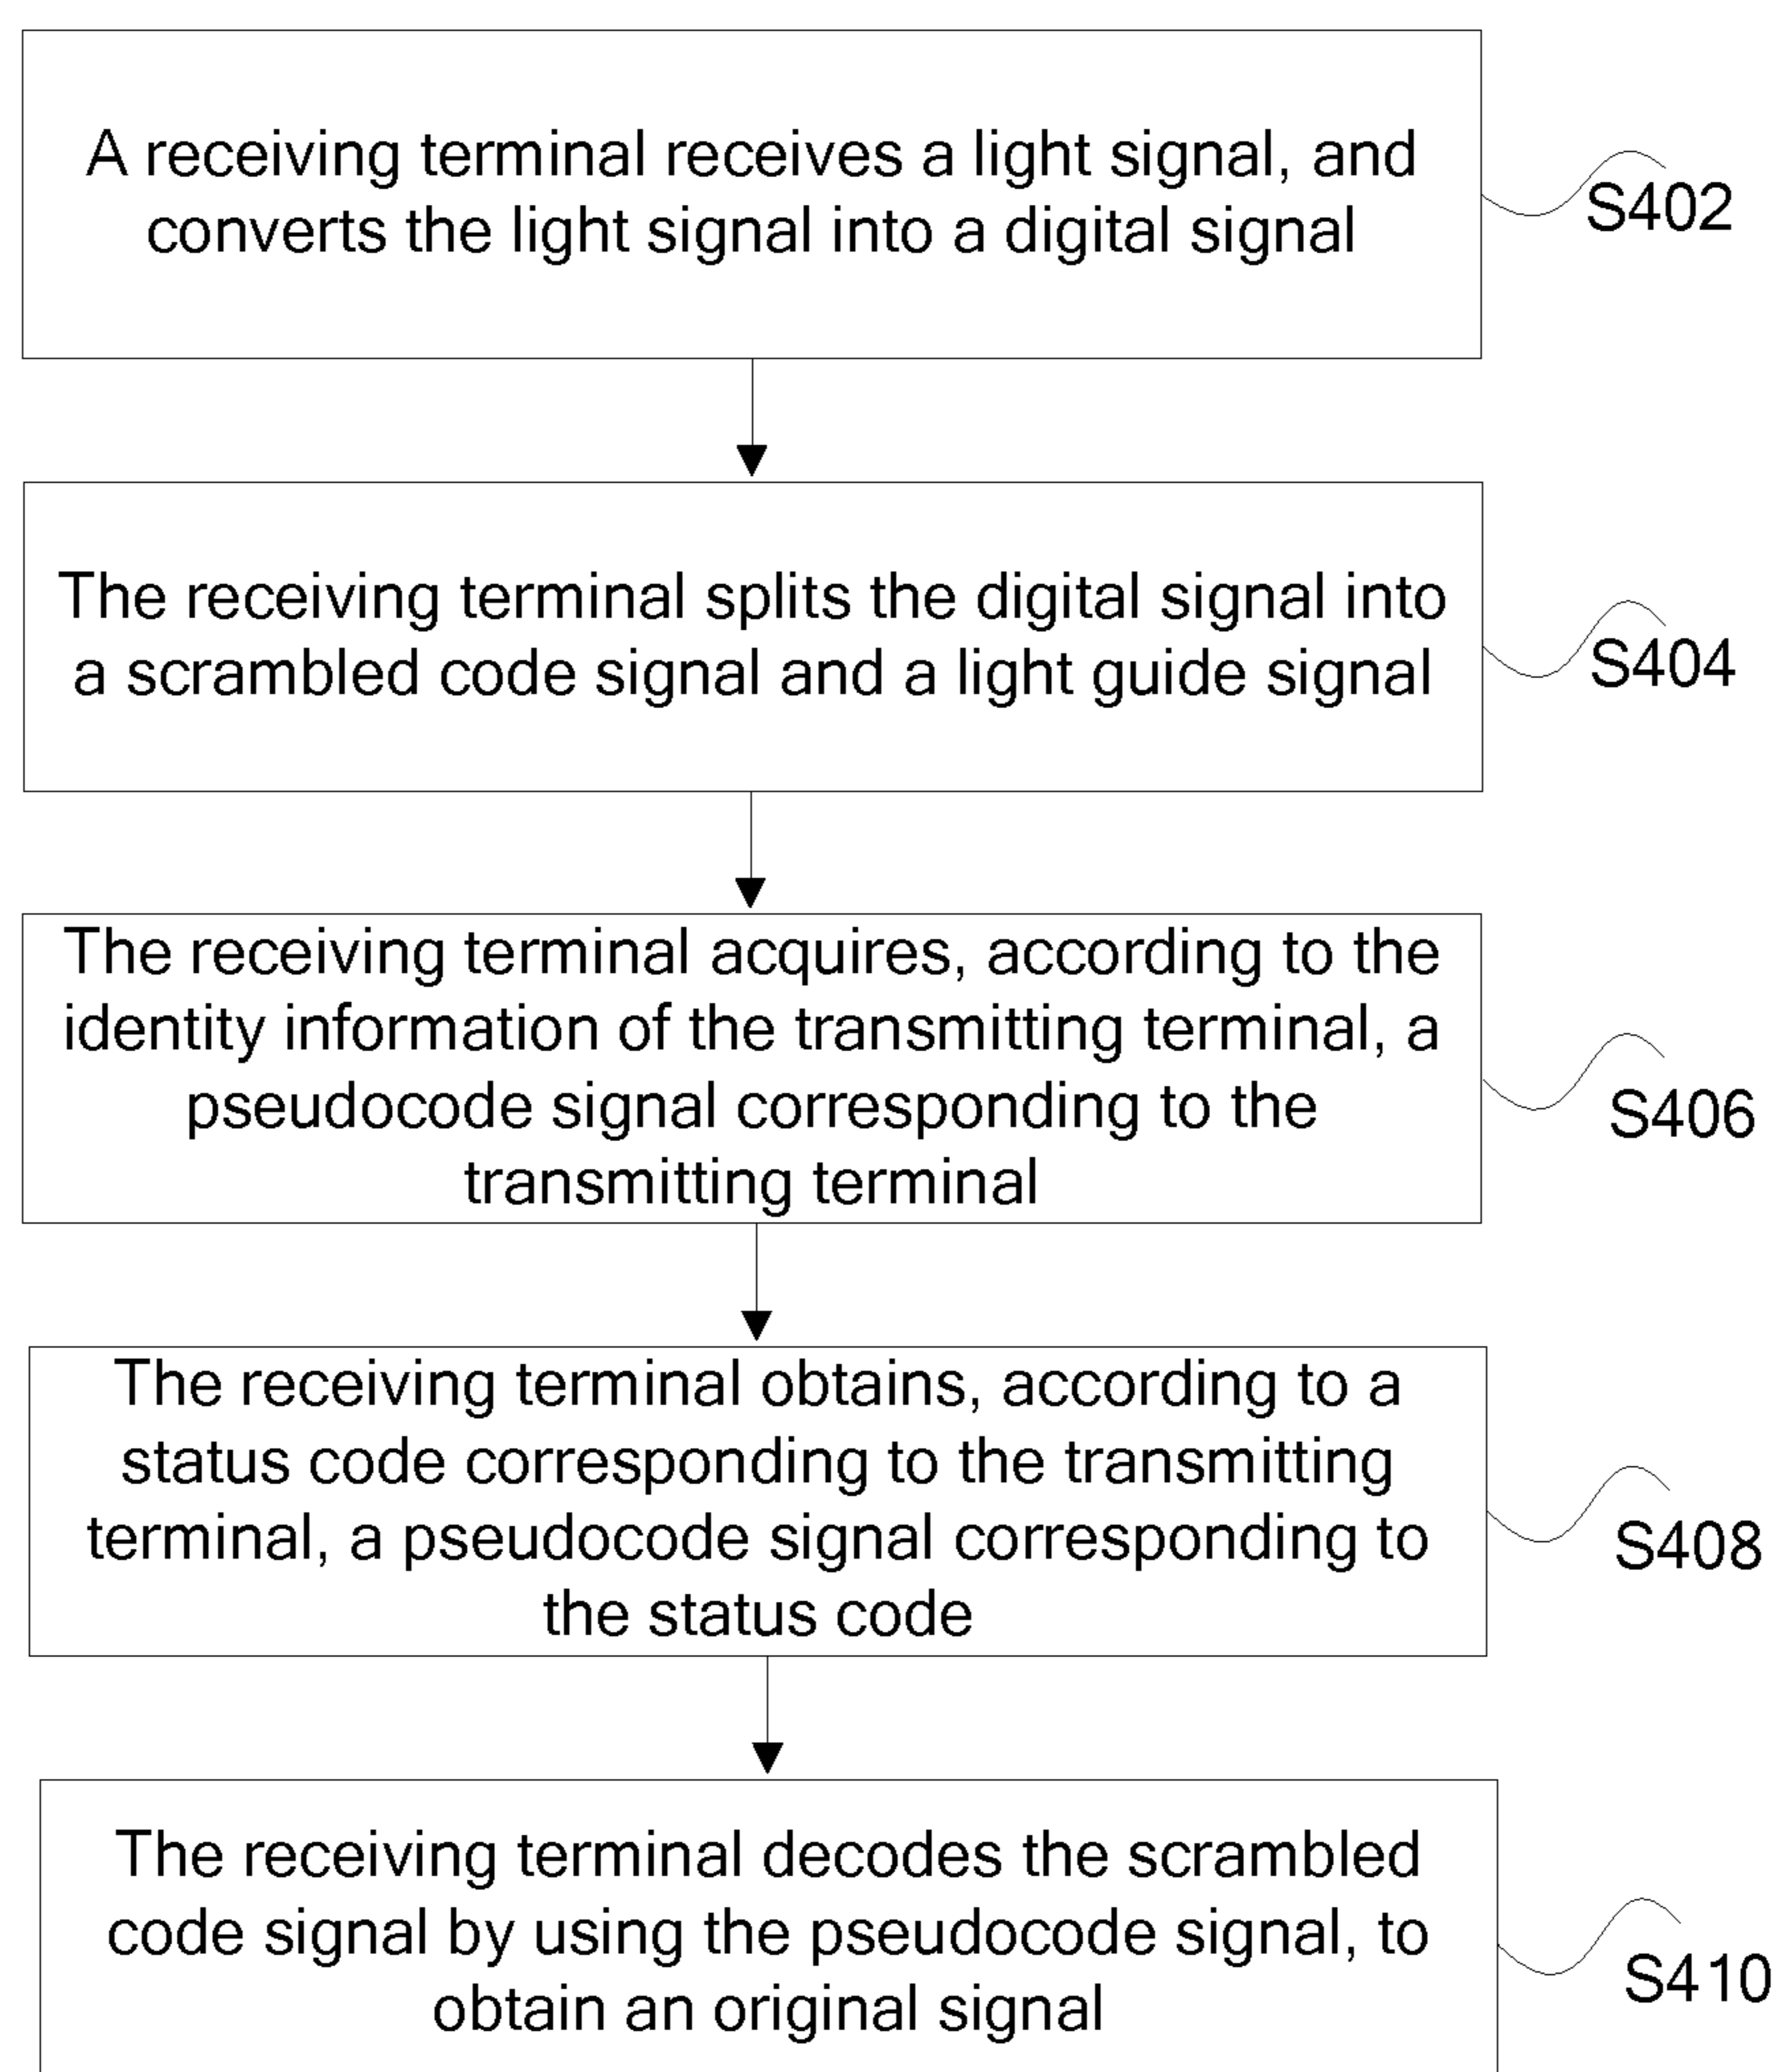 A receiving terminal receives a light signal, and
converts the light signal into a digital signal
S402
The receiving terminal splits the digital signal into
a scrambled code signal and a light guide signal
S404
The receiving terminal acquires, according to the
identity information of the transmitting terminal, a
pseudocode signal corresponding to the
transmitting terminal
S406
The receiving terminal obtains, according to a
status code corresponding to the transmitting
terminal, a pseudocode signal corresponding to
the status code
S408
The receiving terminal decodes the scrambled
code signal by using the pseudocode signal, to
obtain an original signal
S410